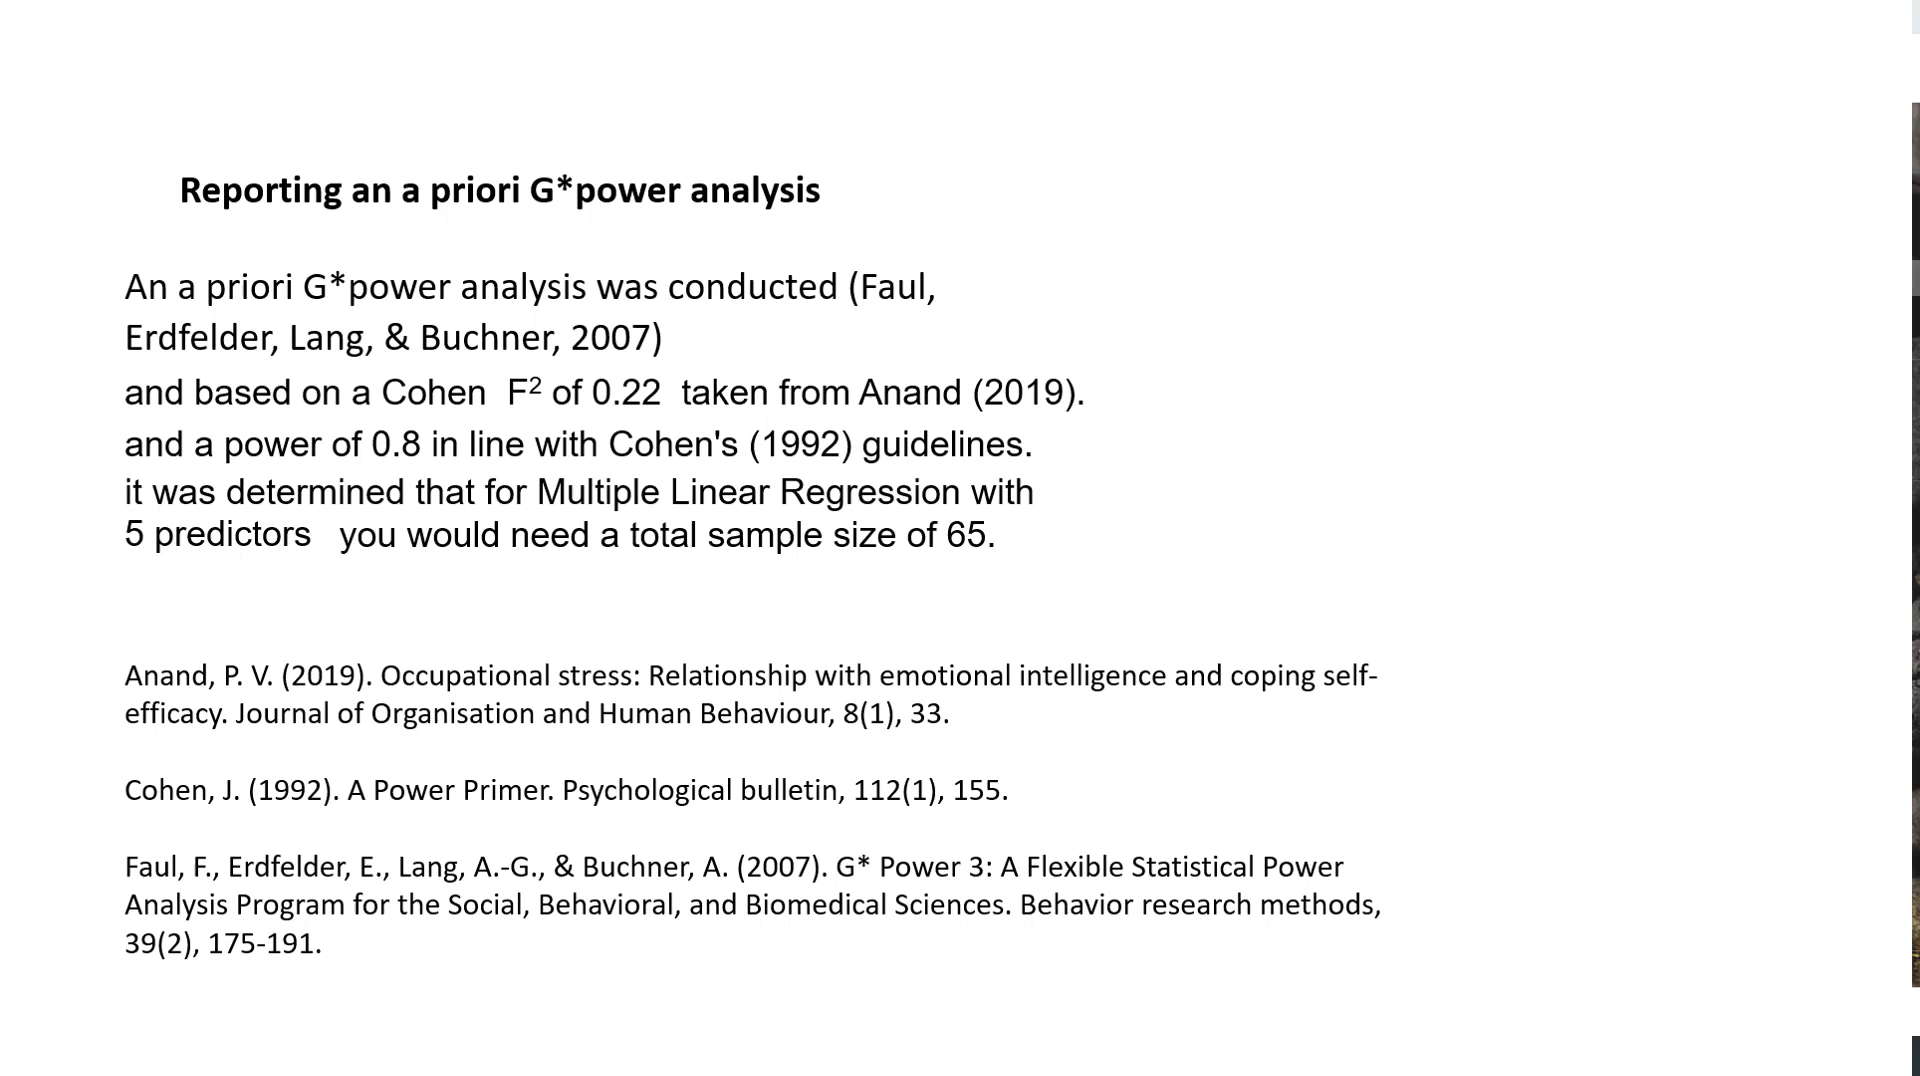 Reporting an a priori G*power analysis
An a priori G*power analysis was conducted (Faul,
Erdfelder, Lang, & Buchner, 2007)
and based on a Cohen F² of 0.22 taken from Anand (2019).
and a power of 0.8 in line with Cohen's (1992) guidelines.
it was determined that for Multiple Linear Regression with
5 predictors you would need a total sample size of 65.
Anand, P. V. (2019). Occupational stress: Relationship with emotional intelligence and coping self-
efficacy. Journal of Organisation and Human Behaviour, 8(1), 33.
Cohen, J. (1992). A Power Primer. Psychological bulletin, 112(1), 155.
Faul, F., Erdfelder, E., Lang, A.-G., & Buchner, A. (2007). G* Power 3: A Flexible Statistical Power
Analysis Program for the Social, Behavioral, and Biomedical Sciences. Behavior research methods,
39(2), 175-191.